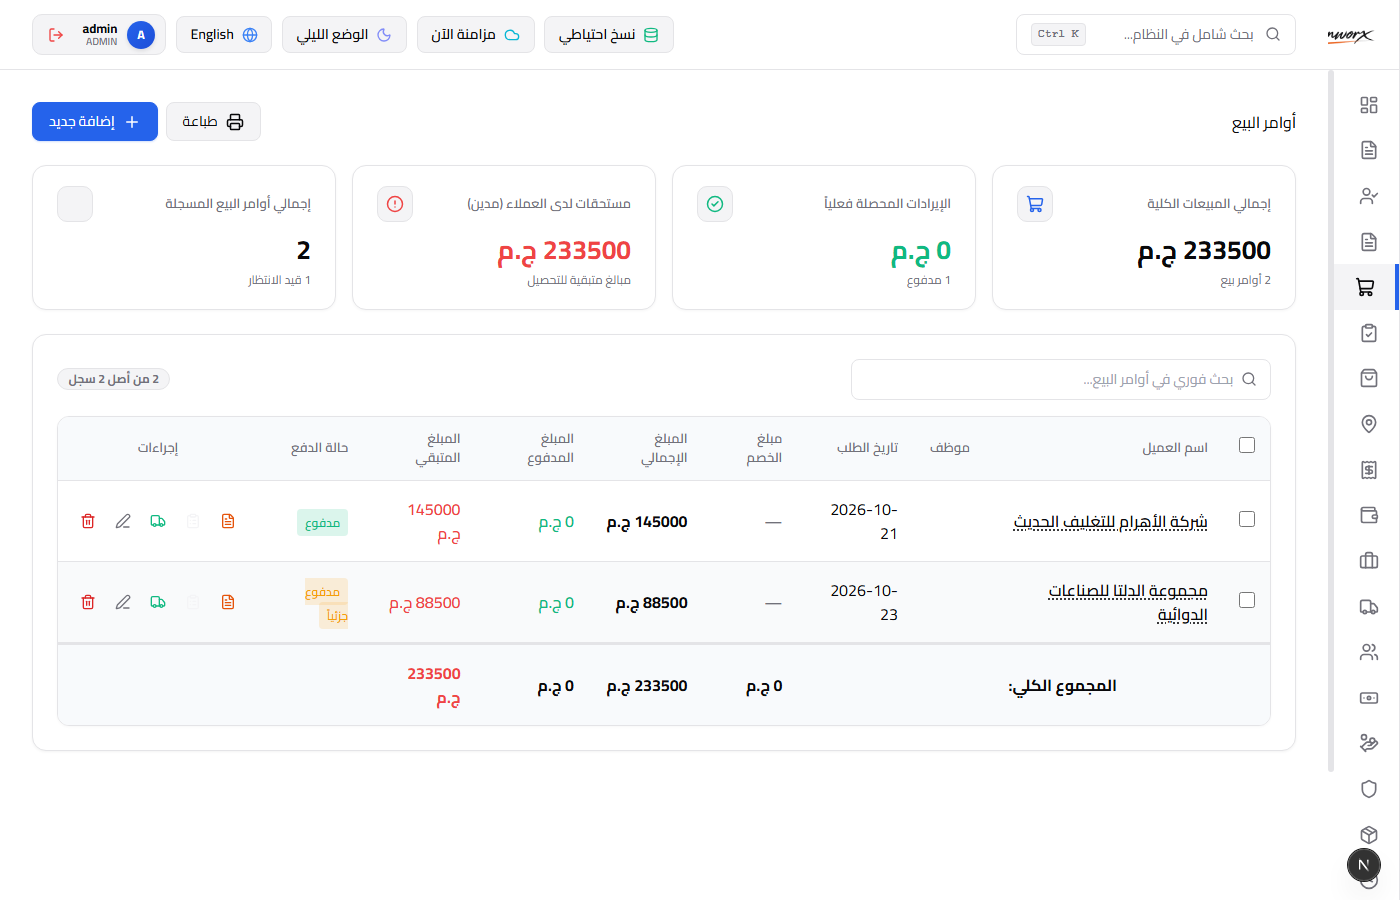 nworx
بحث شامل في النظام...
Ctrl K
نسخ احتياطي
مزامنة الآن
الوضع الليلي
English
A
admin
ADMIN
أوامر البيع
طباعة
إضافة جديد
إجمالي المبيعات الكلية
233500 ج.م
2 أوامر بيع
الإيرادات المحصلة فعلياً
0 ج.م
1 مدفوع
مستحقات لدى العملاء (مدين)
233500 ج.م
مبالغ متبقية للتحصيل
إجمالي أوامر البيع المسجلة
2
1 قيد الانتظار
بحث فوري في أوامر البيع...
2 من أصل 2 سجل
اسم العميل
موظف
تاريخ الطلب
مبلغ
الخصم
المبلغ
الإجمالي
المبلغ
المدفوع
المبلغ
المتبقي
حالة الدفع
إجراءات
شركة الأهرام للتغليف الحديث
2026-10-
21
—
145000 ج.م
0 ج.م
145000
ج.م
مدفوع
مجموعة الدلتا للصناعات
الدوائية
2026-10-
23
—
88500 ج.م
0 ج.م
88500 ج.م
مدفوع
جزئياً
المجموع الكلي:
0 ج.م
233500 ج.م
0 ج.م
233500
ج.م
N